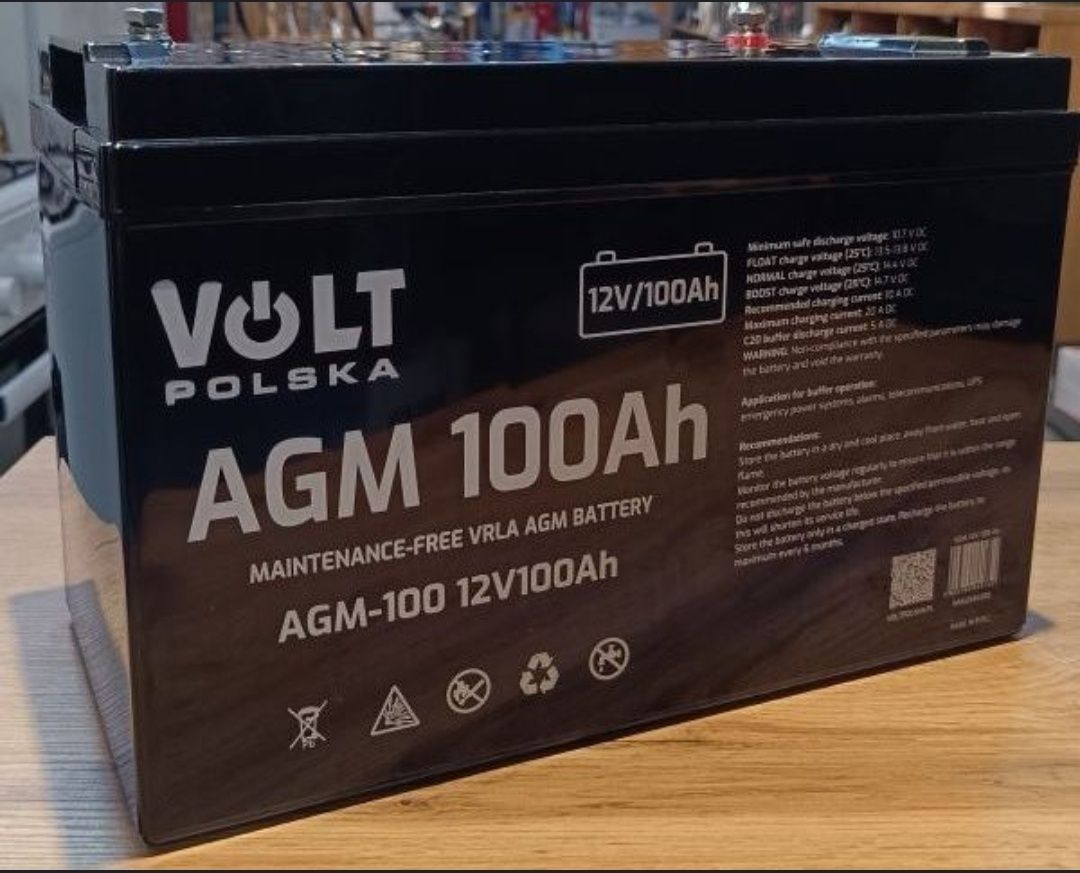 VOLT
POLSKA
AGM 100Ah
MAINTENANCE-FREE VRLA AGM BATTERY
AGM-100 12V100Ah
PB
12V/100Ah
Minimum safe discharge voltage: 10.7 V DC
FLOAT charge voltage (25°C): 13.5-13.8 V DC
NORMAL charge voltage (25°C): 14.4 V DC
BOOST charge voltage (25°C): 14.7 V DC
Recommended charging current: 10 A DC
Maximum charging current: 20 A DC
C20 buffer discharge current: 5 A DC
WARNING: Non-compliance with the specified parameters may damage
the battery and void the warranty.
Application for buffer operation:
emergency power systems, alarms, telecommunications, UPS
Recommendations:
Store the battery in a dry and cool place, away from water, heat and open
flame.
Monitor the battery voltage regularly to ensure that it is within the range
recommended by the manufacturer.
Do not discharge the battery below the specified permissible voltage, as
this will shorten its service life.
Store the battery only in a charged state. Recharge the battery to
maximum every 6 months.